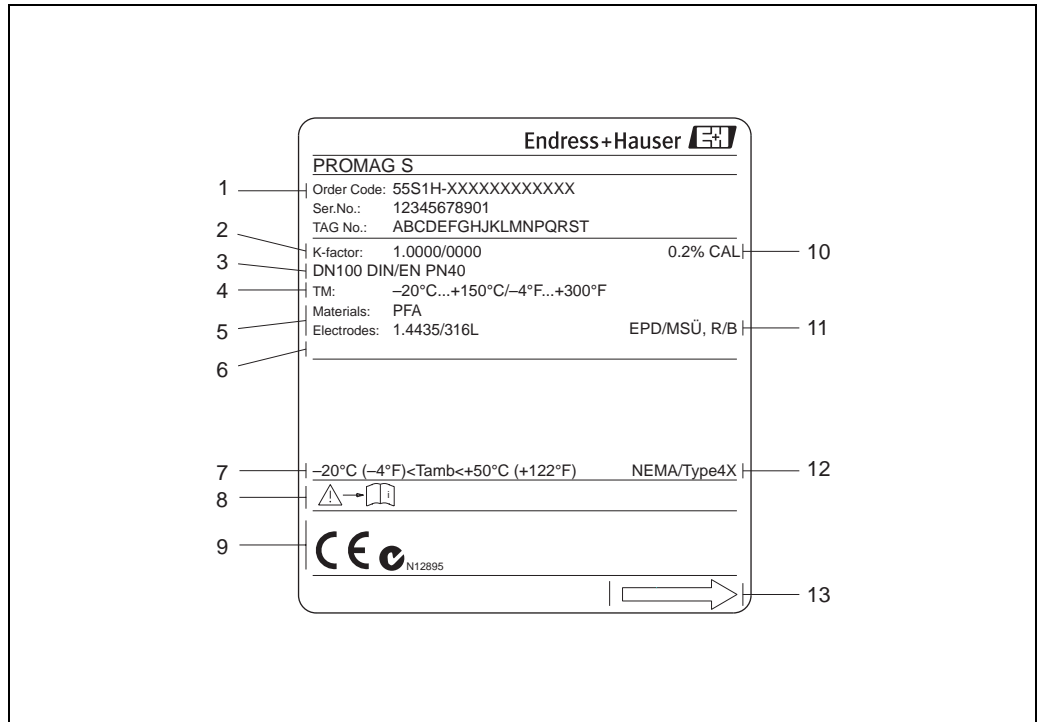 Endress+Hauser
PROMAG S
1 Order Code: 55S1H-XXXXXXXXXXXX
Ser.No.: 12345678901
TAG No.: ABCDEFGHJKLMNPQRST
2 K-factor: 1.0000/0000 0.2% CAL 10
3 DN100 DIN/EN PN40
4 TM: –20°C...+150°C/–4°F...+300°F
5 Materials: PFA
Electrodes: 1.4435/316L EPD/MSÜ, R/B 11
6
7 –20°C (–4°F)<Tamb<+50°C (+122°F) NEMA/Type4X 12
8 i
9 CE N12895
13